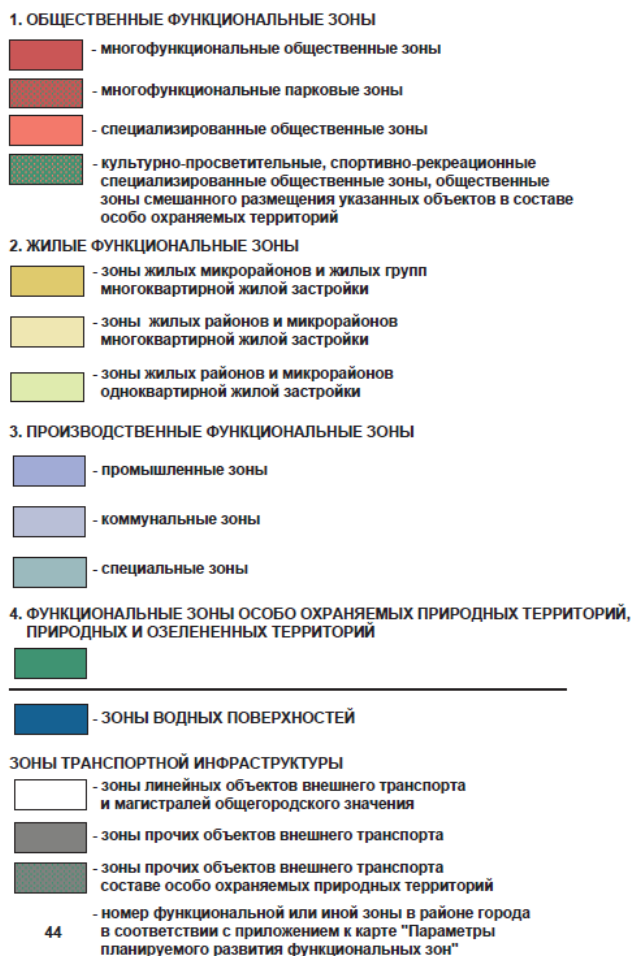 1. ОБЩЕСТВЕННЫЕ ФУНКЦИОНАЛЬНЫЕ ЗОНЫ
- многофункциональные общественные зоны
- многофункциональные парковые зоны
- специализированные общественные зоны
- культурно-просветительные, спортивно-рекреационные
специализированные общественные зоны, общественные
зоны смешанного размещения указанных объектов в составе
особо охраняемых территорий
2. ЖИЛЫЕ ФУНКЦИОНАЛЬНЫЕ ЗОНЫ
- зоны жилых микрорайонов и жилых групп
многоквартирной жилой застройки
- зоны жилых районов и микрорайонов
многоквартирной жилой застройки
- зоны жилых районов и микрорайонов
одноквартирной жилой застройки
3. ПРОИЗВОДСТВЕННЫЕ ФУНКЦИОНАЛЬНЫЕ ЗОНЫ
- промышленные зоны
- коммунальные зоны
- специальные зоны
4. ФУНКЦИОНАЛЬНЫЕ ЗОНЫ ОСОБО ОХРАНЯЕМЫХ ПРИРОДНЫХ ТЕРРИТОРИЙ,
ПРИРОДНЫХ И ОЗЕЛЕНЕННЫХ ТЕРРИТОРИЙ
- ЗОНЫ ВОДНЫХ ПОВЕРХНОСТЕЙ
ЗОНЫ ТРАНСПОРТНОЙ ИНФРАСТРУКТУРЫ
- зоны линейных объектов внешнего транспорта
и магистралей общегородского значения
- зоны прочих объектов внешнего транспорта
- зоны прочих объектов внешнего транспорта
составе особо охраняемых природных территорий
- номер функциональной или иной зоны в районе города
44 в соответствии с приложением к карте "Параметры
планируемого развития функциональных зон"